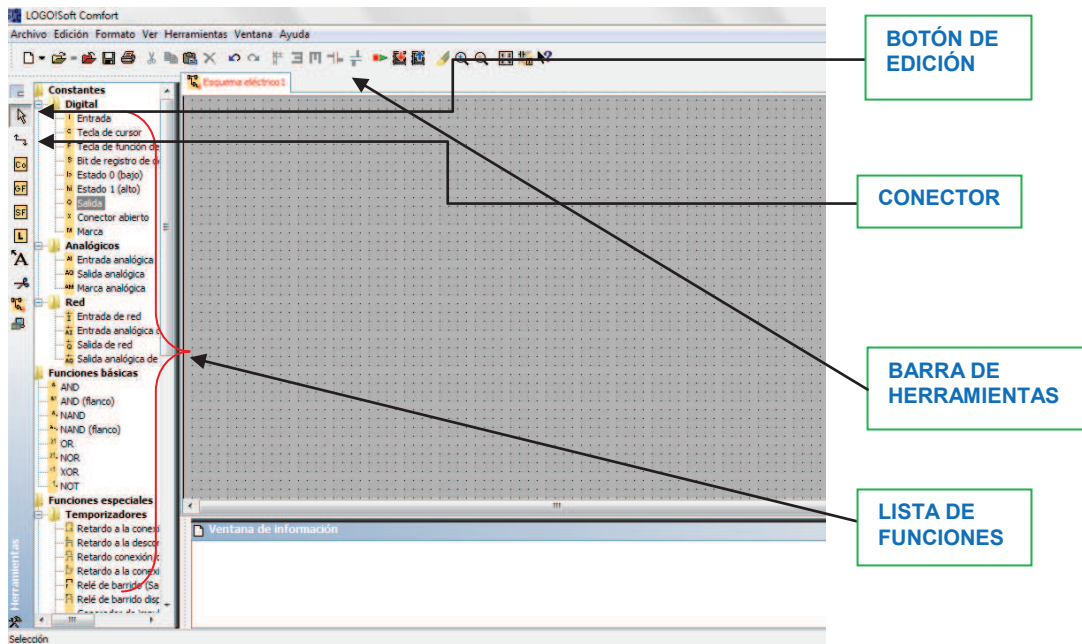 LOGO!Soft Comfort
Archivo Edición Formato Ver Herramientas Ventana Ayuda
Esquema eléctrico1
Constantes
Digital
Entrada
Tecla de cursor
Tecla de función de
Bit de registro de
Estado 0 (bajo)
Estado 1 (alto)
Salida
Conector abierto
Marca
Analógicos
Entrada analógica
Salida analógica
Marca analógica
Red
Entrada de red
Entrada analógica
Salida de red
Salida analógica de
Funciones básicas
AND
AND (flanco)
NAND
NAND (flanco)
OR
NOR
XOR
NOT
Funciones especiales
Temporizadores
Retardo a la conexi
Retardo a la descon
Retardo conexión
Retardo a la conexi
Relé de barrido (Sa
Relé de barrido disp
Herramientas
Selección
Ventana de información
BOTÓN DE
EDICIÓN
CONECTOR
BARRA DE
HERRAMIENTAS
LISTA DE
FUNCIONES